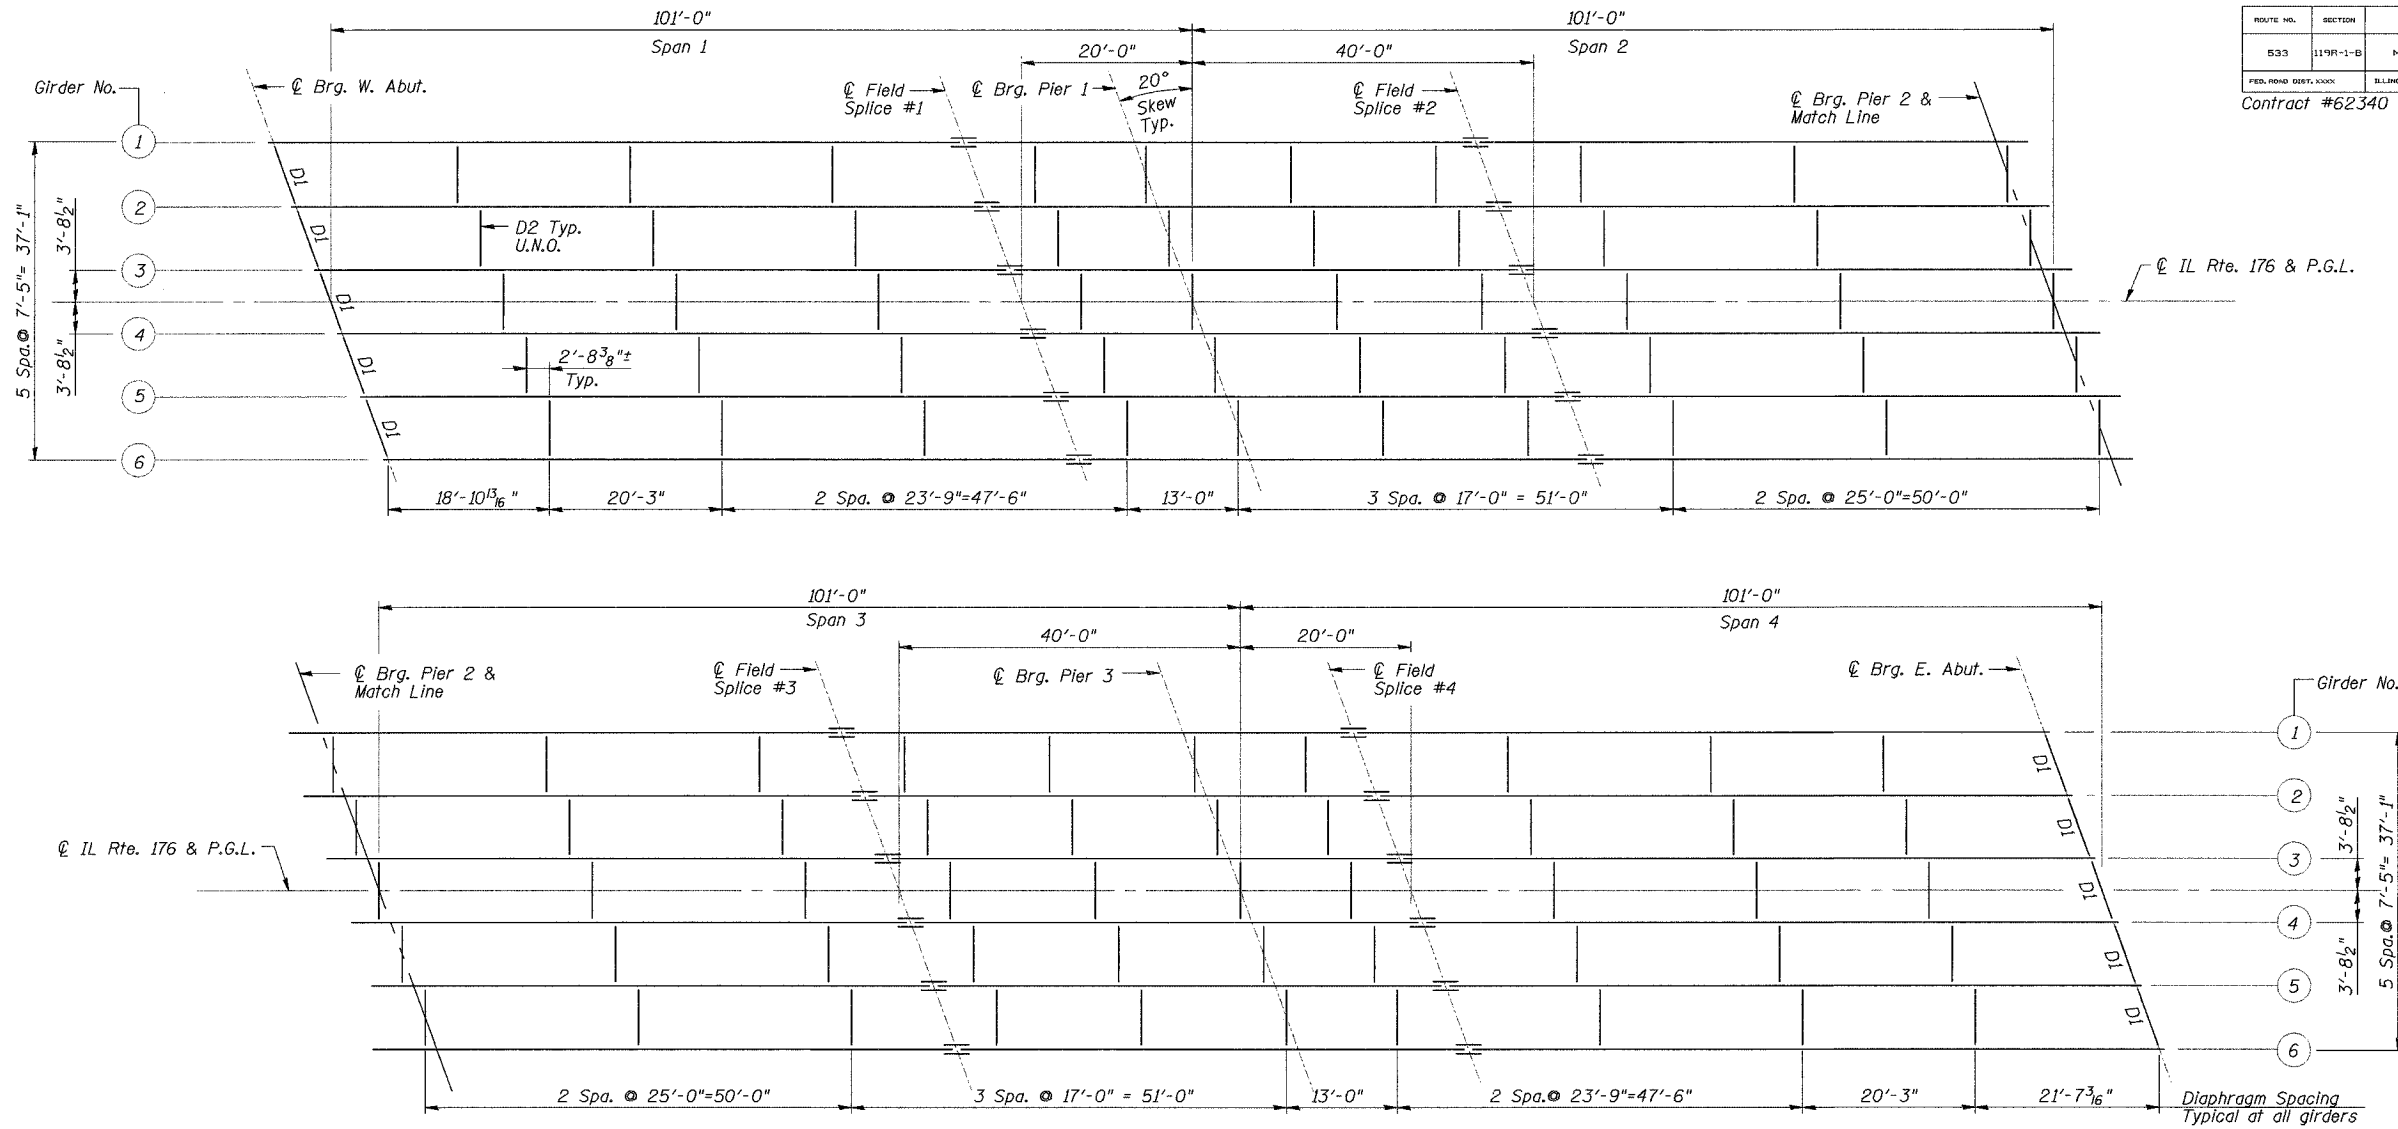 ROUTE NO. SECTION
533 119R-1-B
FED. ROAD DIST. XXXX
Contract #62340
101'-0" 101'-0"
Span 1 Span 2
20'-0" 40'-0"
Girder No. ℄ Brg. W. Abut. ℄ Field Splice #1 ℄ Brg. Pier 1 20° Skew Typ. ℄ Field Splice #2 ℄ Brg. Pier 2 & Match Line
1
D1
2
D1
D2 Typ.
U.N.O.
3
D1
℄ IL Rte. 176 & P.G.L.
4
D1
2'-8 3/8"±
Typ.
5
D1
6
5 Spa.@ 7'-5"= 37'-1"
3'-8½"
3'-8½"
18'-10 13/16" 20'-3" 2 Spa. @ 23'-9"=47'-6" 13'-0" 3 Spa. @ 17'-0" = 51'-0" 2 Spa. @ 25'-0"=50'-0"
101'-0" 101'-0"
Span 3 Span 4
40'-0" 20'-0"
℄ Brg. Pier 2 & Match Line ℄ Field Splice #3 ℄ Brg. Pier 3 ℄ Field Splice #4 ℄ Brg. E. Abut. Girder No.
1
D1
2
D1
3
℄ IL Rte. 176 & P.G.L.
D1
4
D1
5
D1
6
3'-8½"
3'-8½"
5 Spa.@ 7'-5"= 37'-1"
2 Spa. @ 25'-0"=50'-0" 3 Spa. @ 17'-0" = 51'-0" 13'-0" 2 Spa.@ 23'-9"=47'-6" 20'-3" 21'-7 3/16"
Diaphragm Spacing
Typical at all girders